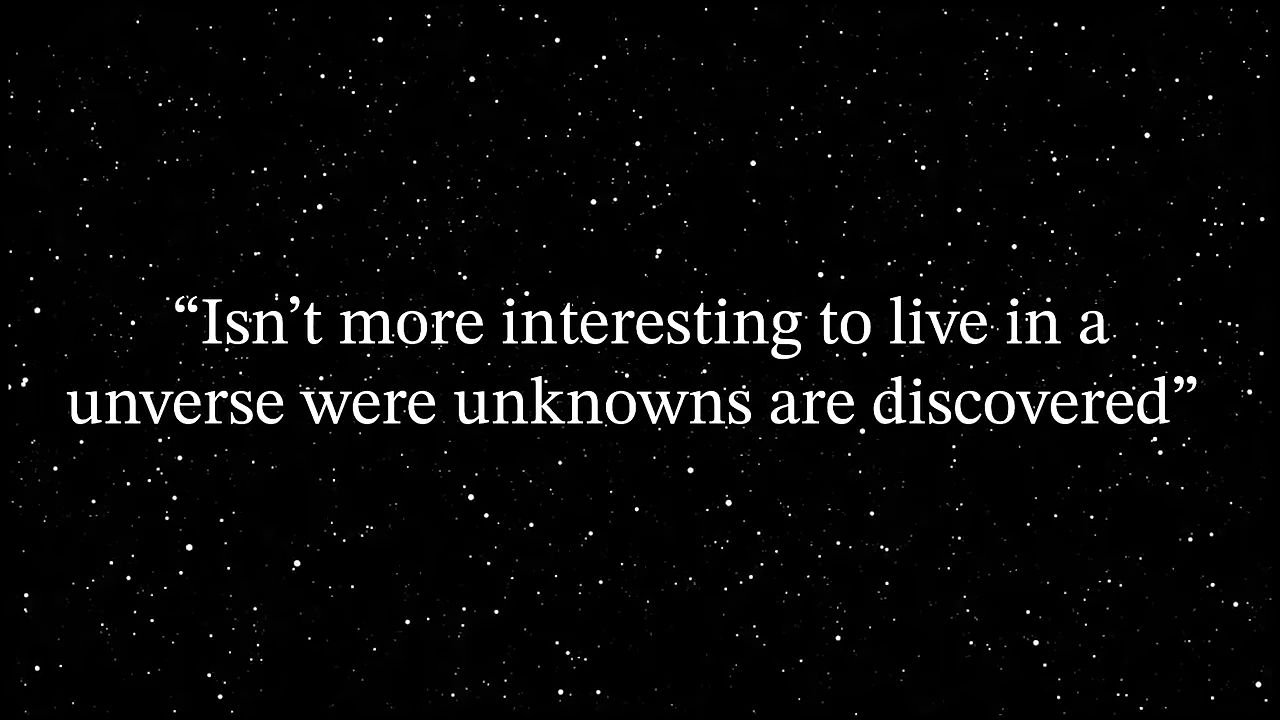 “Isn’t more interesting to live in a
unverse were unknowns are discovered”